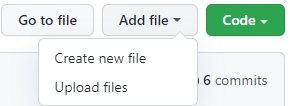 Go to file Add file Code
Create new file
Upload files
6 commits